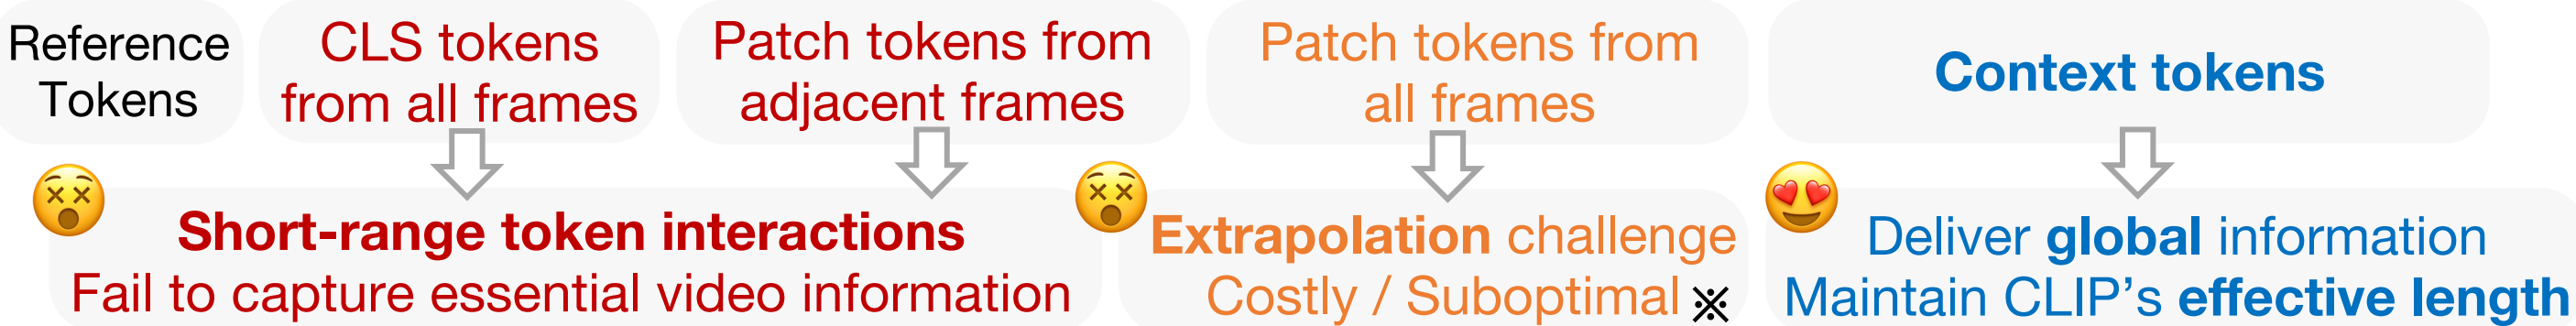 Reference
Tokens
CLS tokens
from all frames
Patch tokens from
adjacent frames
Patch tokens from
all frames
Context tokens
Short-range token interactions
Fail to capture essential video information
Extrapolation challenge
Costly / Suboptimal ※
Deliver global information
Maintain CLIP's effective length